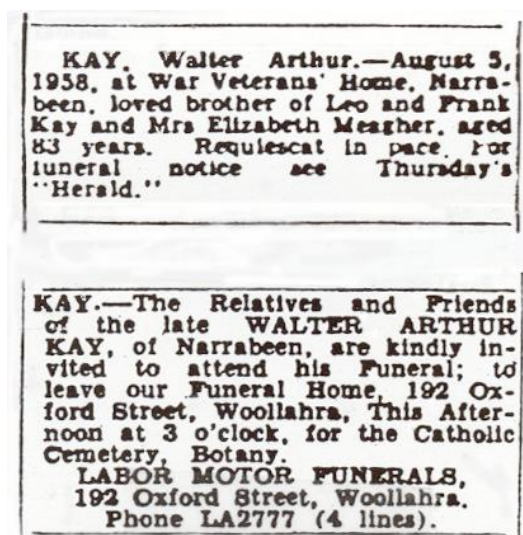 KAY, Walter Arthur.—August 5,
1958, at War Veterans' Home, Narra-
been, loved brother of Leo and Frank
Kay and Mrs Elizabeth Meagher, aged
83 years. Requiescat in pace. For
funeral notice see Thursday's
"Herald."
KAY.—The Relatives and Friends
of the late WALTER ARTHUR
KAY, of Narrabeen, are kindly in-
vited to attend his Funeral; to
leave our Funeral Home, 192 Ox-
ford Street, Woollahra, This After-
noon at 3 o'clock, for the Catholic
Cemetery, Botany.
LABOR MOTOR FUNERALS,
192 Oxford Street, Woollahra.
Phone LA2777 (4 lines).